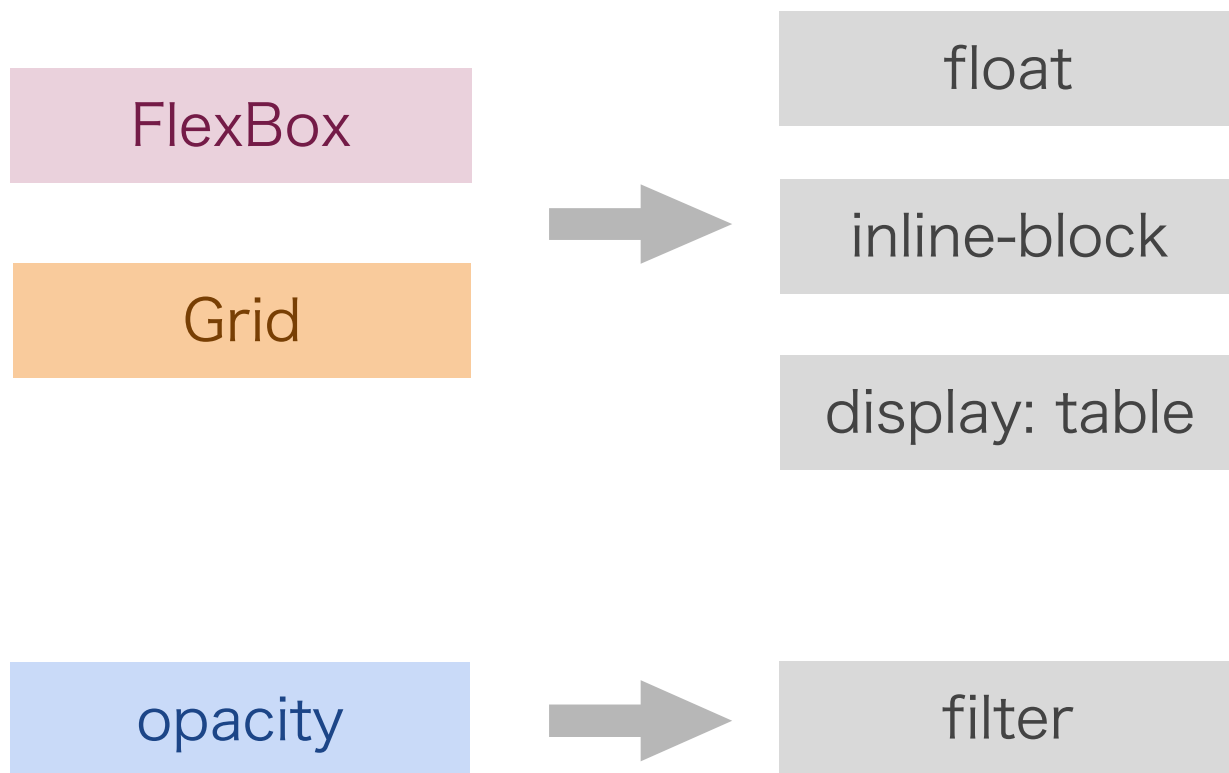 FlexBox
Grid
float
inline-block
display: table
opacity
filter